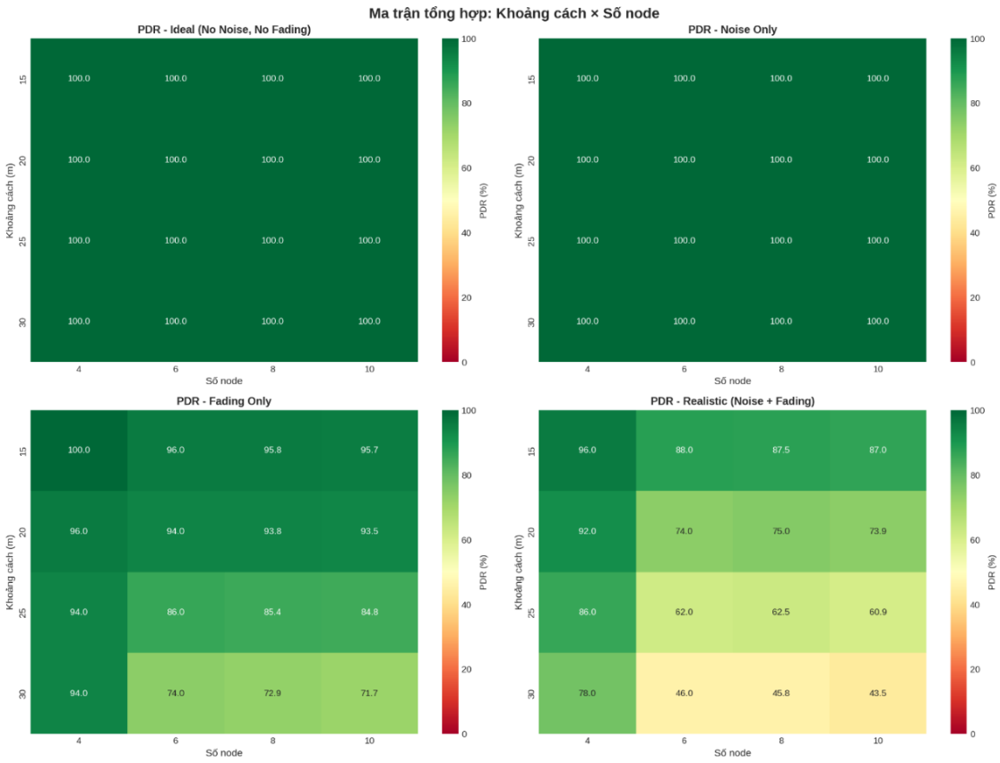 Ma trận tổng hợp: Khoảng cách × Số node
PDR - Ideal (No Noise, No Fading)
Khoảng cách (m)
15
100.0 100.0 100.0 100.0
20
100.0 100.0 100.0 100.0
25
100.0 100.0 100.0 100.0
30
100.0 100.0 100.0 100.0
4 6 8 10
Số node
100
80
60
40
20
0
PDR (%)
PDR - Noise Only
Khoảng cách (m)
15
100.0 100.0 100.0 100.0
20
100.0 100.0 100.0 100.0
25
100.0 100.0 100.0 100.0
30
100.0 100.0 100.0 100.0
4 6 8 10
Số node
100
80
60
40
20
0
PDR (%)
PDR - Fading Only
Khoảng cách (m)
15
100.0 96.0 95.8 95.7
20
96.0 94.0 93.8 93.5
25
94.0 86.0 85.4 84.8
30
94.0 74.0 72.9 71.7
4 6 8 10
Số node
100
80
60
40
20
0
PDR (%)
PDR - Realistic (Noise + Fading)
Khoảng cách (m)
15
96.0 88.0 87.5 87.0
20
92.0 74.0 75.0 73.9
25
86.0 62.0 62.5 60.9
30
78.0 46.0 45.8 43.5
4 6 8 10
Số node
100
80
60
40
20
0
PDR (%)